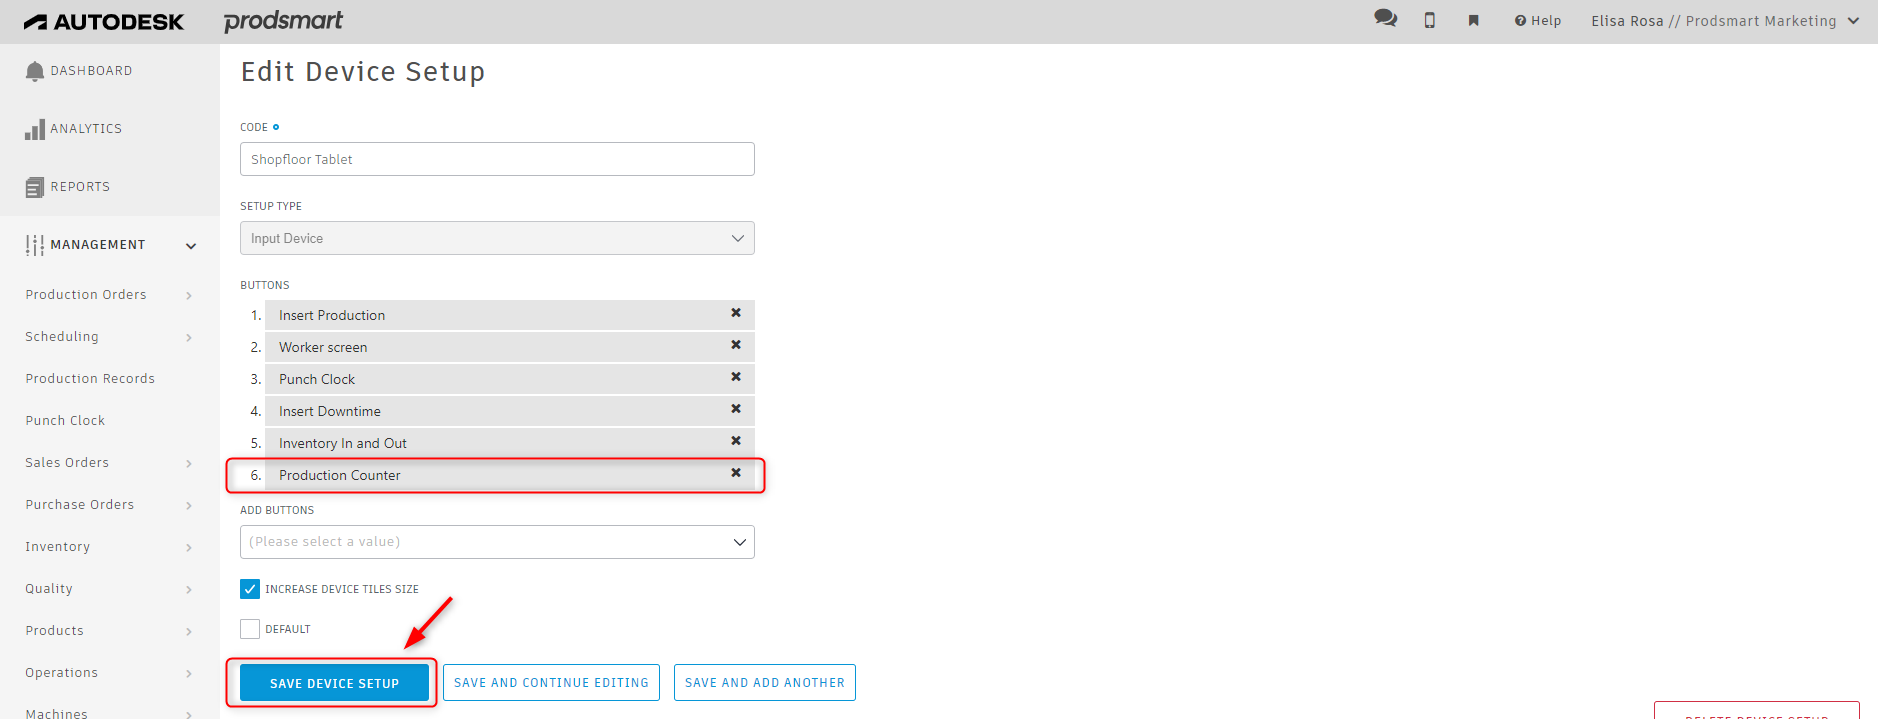 AUTODESK prodsmart Help Elisa Rosa // Prodsmart Marketing
DASHBOARD
ANALYTICS
REPORTS
MANAGEMENT
Production Orders
Scheduling
Production Records
Punch Clock
Sales Orders
Purchase Orders
Inventory
Quality
Products
Operations
Machines
Edit Device Setup
CODE
Shopfloor Tablet
SETUP TYPE
Input Device
BUTTONS
1. Insert Production
2. Worker screen
3. Punch Clock
4. Insert Downtime
5. Inventory In and Out
6. Production Counter
ADD BUTTONS
(Please select a value)
INCREASE DEVICE TILES SIZE
DEFAULT
SAVE DEVICE SETUP SAVE AND CONTINUE EDITING SAVE AND ADD ANOTHER
DELETE DEVICE SETUP